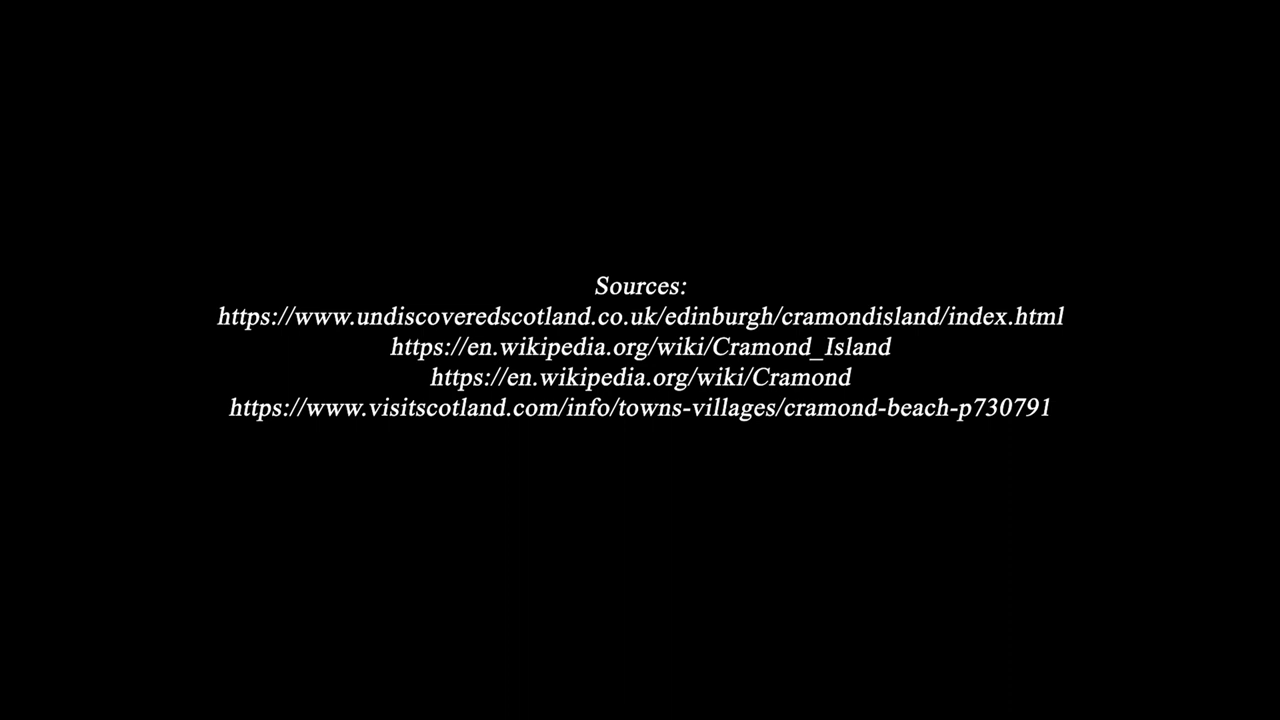 Sources:
https://www.undiscoveredscotland.co.uk/edinburgh/cramondisland/index.html
https://en.wikipedia.org/wiki/Cramond_Island
https://en.wikipedia.org/wiki/Cramond
https://www.visitscotland.com/info/towns-villages/cramond-beach-p730791